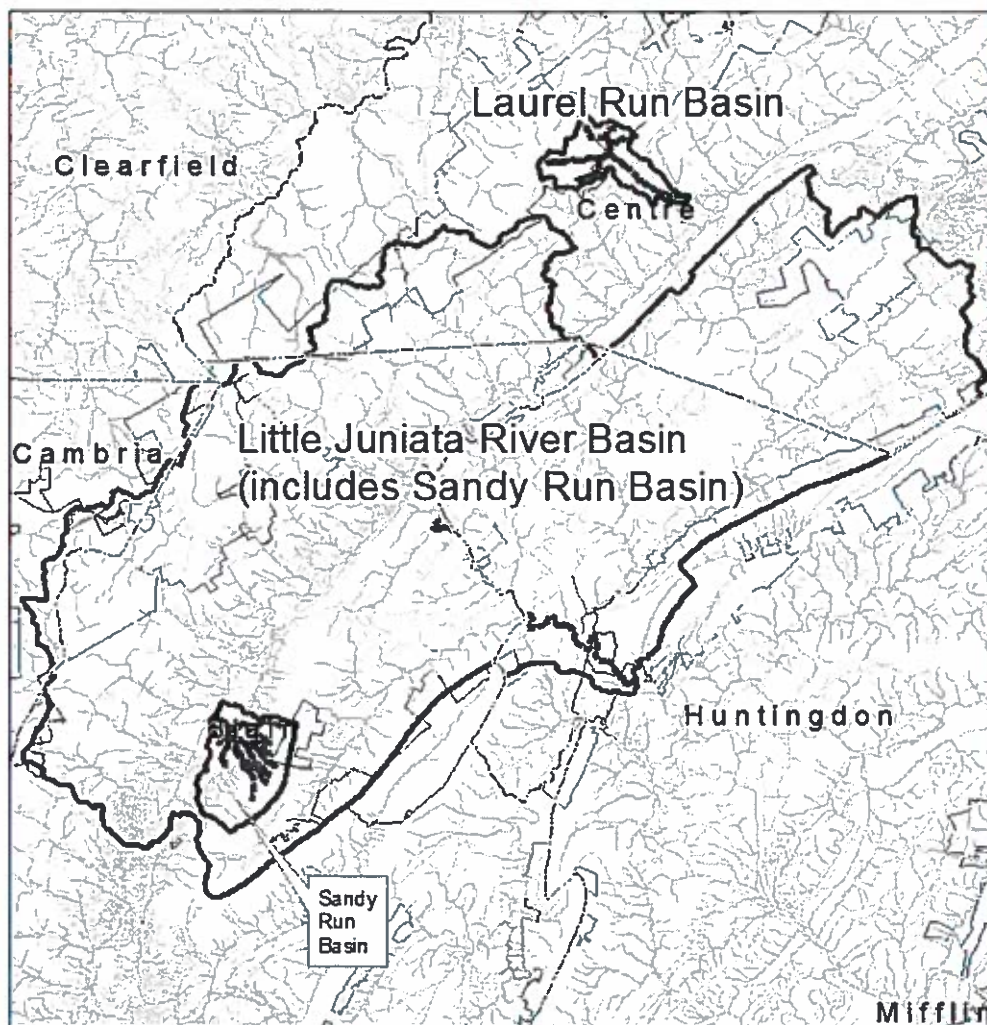 Laurel Run Basin
Clearfield
Centre
Cambria
Little Juniata River Basin
(includes Sandy Run Basin)
Huntingdon
Sandy
Run
Basin
Mifflin